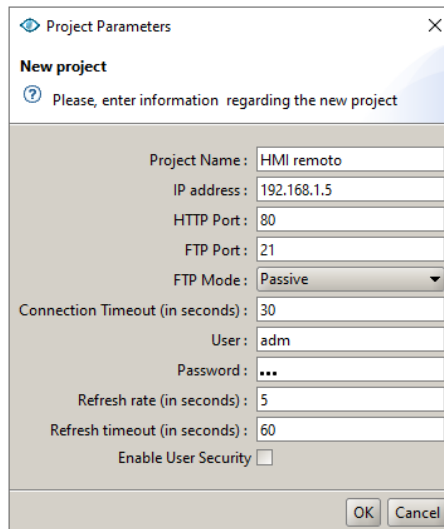 Project Parameters
New project
Please, enter information regarding the new project
Project Name : HMI remoto
IP address : 192.168.1.5
HTTP Port : 80
FTP Port : 21
FTP Mode : Passive
Connection Timeout (in seconds) : 30
User : adm
Password : •••
Refresh rate (in seconds) : 5
Refresh timeout (in seconds) : 60
Enable User Security
OK Cancel